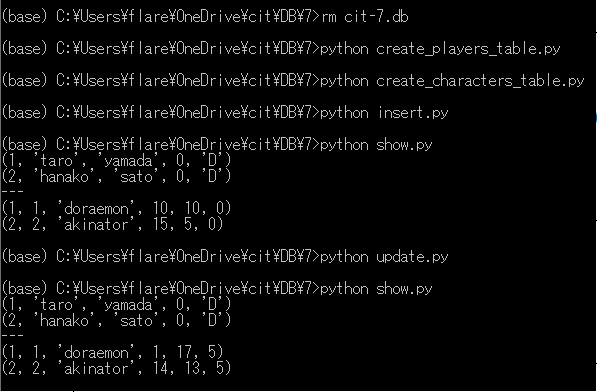 (base) C:¥Users¥flare¥OneDrive¥cit¥DB¥7>rm cit-7.db
(base) C:¥Users¥flare¥OneDrive¥cit¥DB¥7>python create_players_table.py
(base) C:¥Users¥flare¥OneDrive¥cit¥DB¥7>python create_characters_table.py
(base) C:¥Users¥flare¥OneDrive¥cit¥DB¥7>python insert.py
(base) C:¥Users¥flare¥OneDrive¥cit¥DB¥7>python show.py
(1, 'taro', 'yamada', 0, 'D')
(2, 'hanako', 'sato', 0, 'D')
---
(1, 1, 'doraemon', 10, 10, 0)
(2, 2, 'akinator', 15, 5, 0)
(base) C:¥Users¥flare¥OneDrive¥cit¥DB¥7>python update.py
(base) C:¥Users¥flare¥OneDrive¥cit¥DB¥7>python show.py
(1, 'taro', 'yamada', 0, 'D')
(2, 'hanako', 'sato', 0, 'D')
---
(1, 1, 'doraemon', 1, 17, 5)
(2, 2, 'akinator', 14, 13, 5)